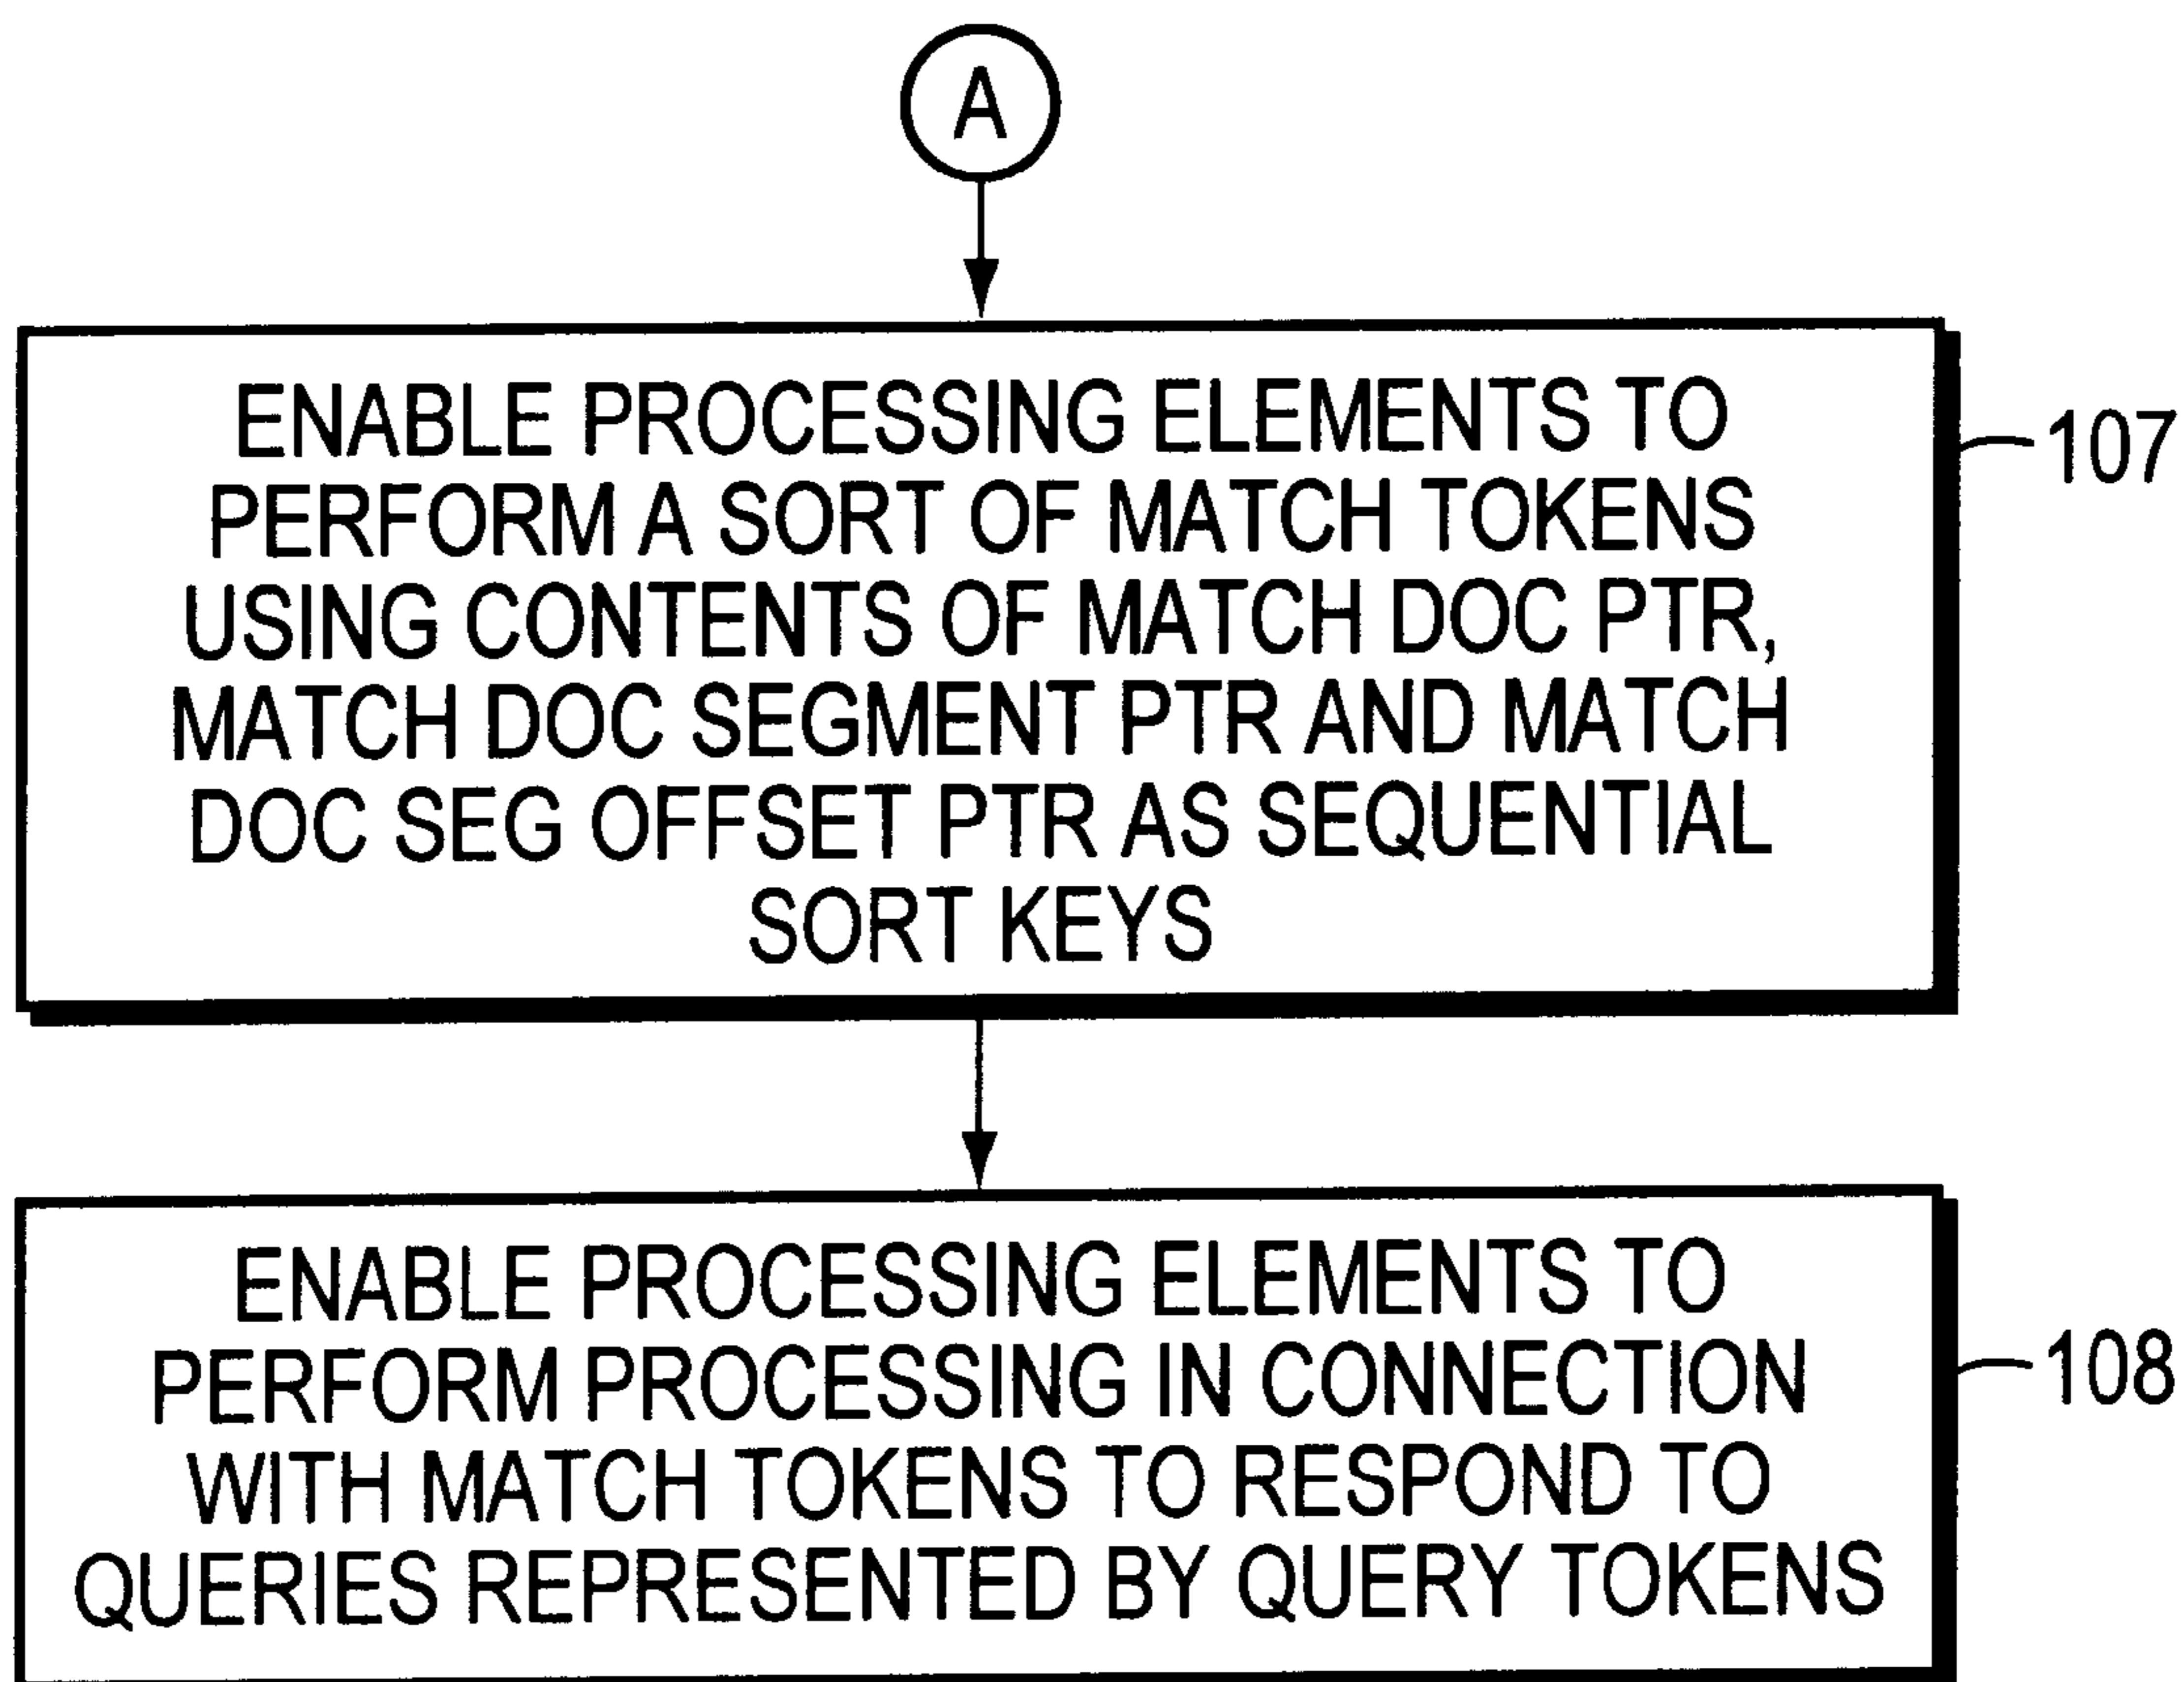 A
ENABLE PROCESSING ELEMENTS TO
PERFORM A SORT OF MATCH TOKENS
USING CONTENTS OF MATCH DOC PTR,
MATCH DOC SEGMENT PTR AND MATCH
DOC SEG OFFSET PTR AS SEQUENTIAL
SORT KEYS
107
ENABLE PROCESSING ELEMENTS TO
PERFORM PROCESSING IN CONNECTION
WITH MATCH TOKENS TO RESPOND TO
QUERIES REPRESENTED BY QUERY TOKENS
108